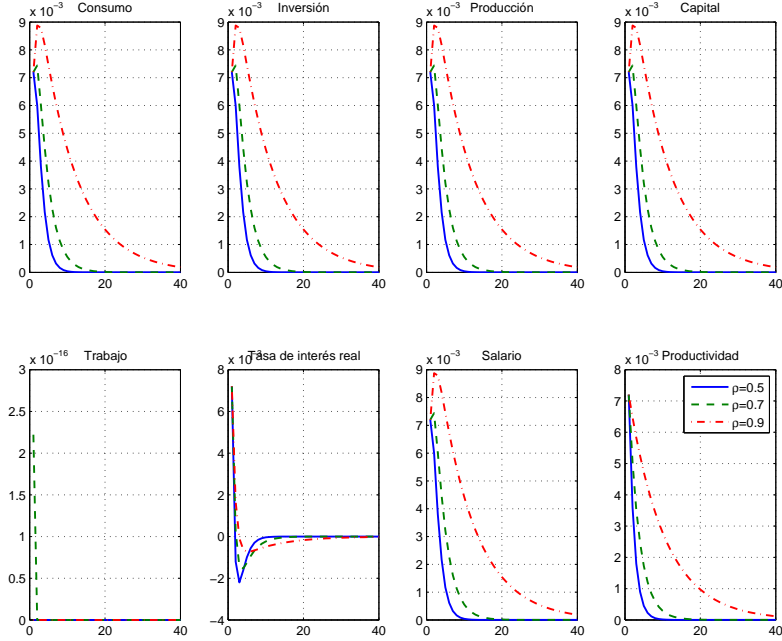 Consumo Inversión Producción Capital
x 10^-3 x 10^-3 x 10^-3 x 10^-3
9 9 9 9
8 8 8 8
7 7 7 7
6 6 6 6
5 5 5 5
4 4 4 4
3 3 3 3
2 2 2 2
1 1 1 1
0 0 0 0
0 20 40 0 20 40 0 20 40 0 20 40
Trabajo Tasa de interés real Salario Productividad
x 10^-16 x 10^-3 x 10^-3 x 10^-3
3
2.5
2
1.5
1
0.5
0
0 20 40
8
6
4
2
0
−2
−4
0 20 40
9
8
7
6
5
4
3
2
1
0
0 20 40
8
7
6
5
4
3
2
1
0
0 20 40
ρ=0.5
ρ=0.7
ρ=0.9